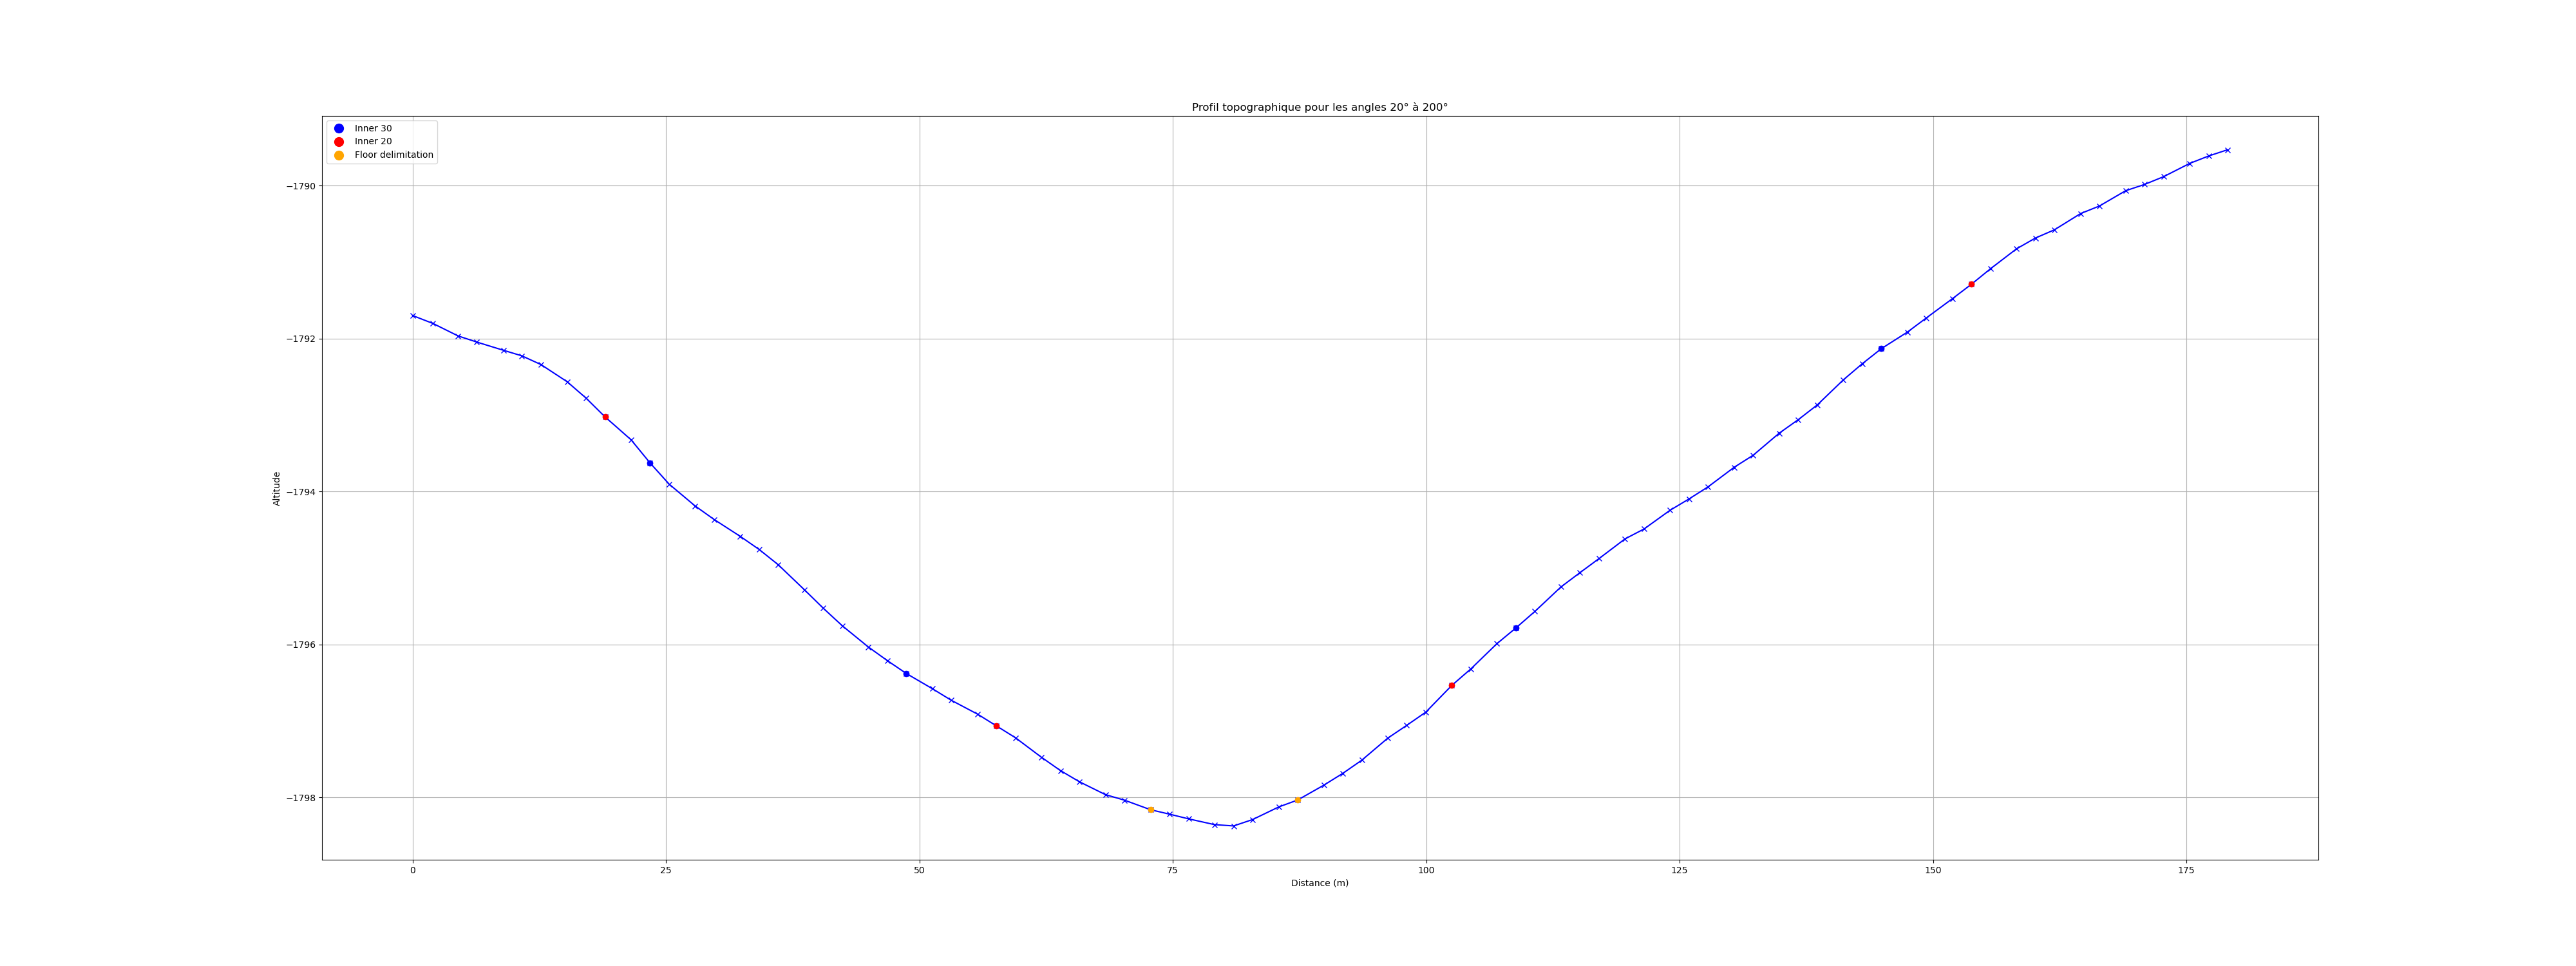 Profil topographique pour les angles 20° à 200°
Inner 30
Inner 20
Floor delimitation
Altitude
−1790
−1792
−1794
−1796
−1798
0
25
50
75
100
125
150
175
Distance (m)